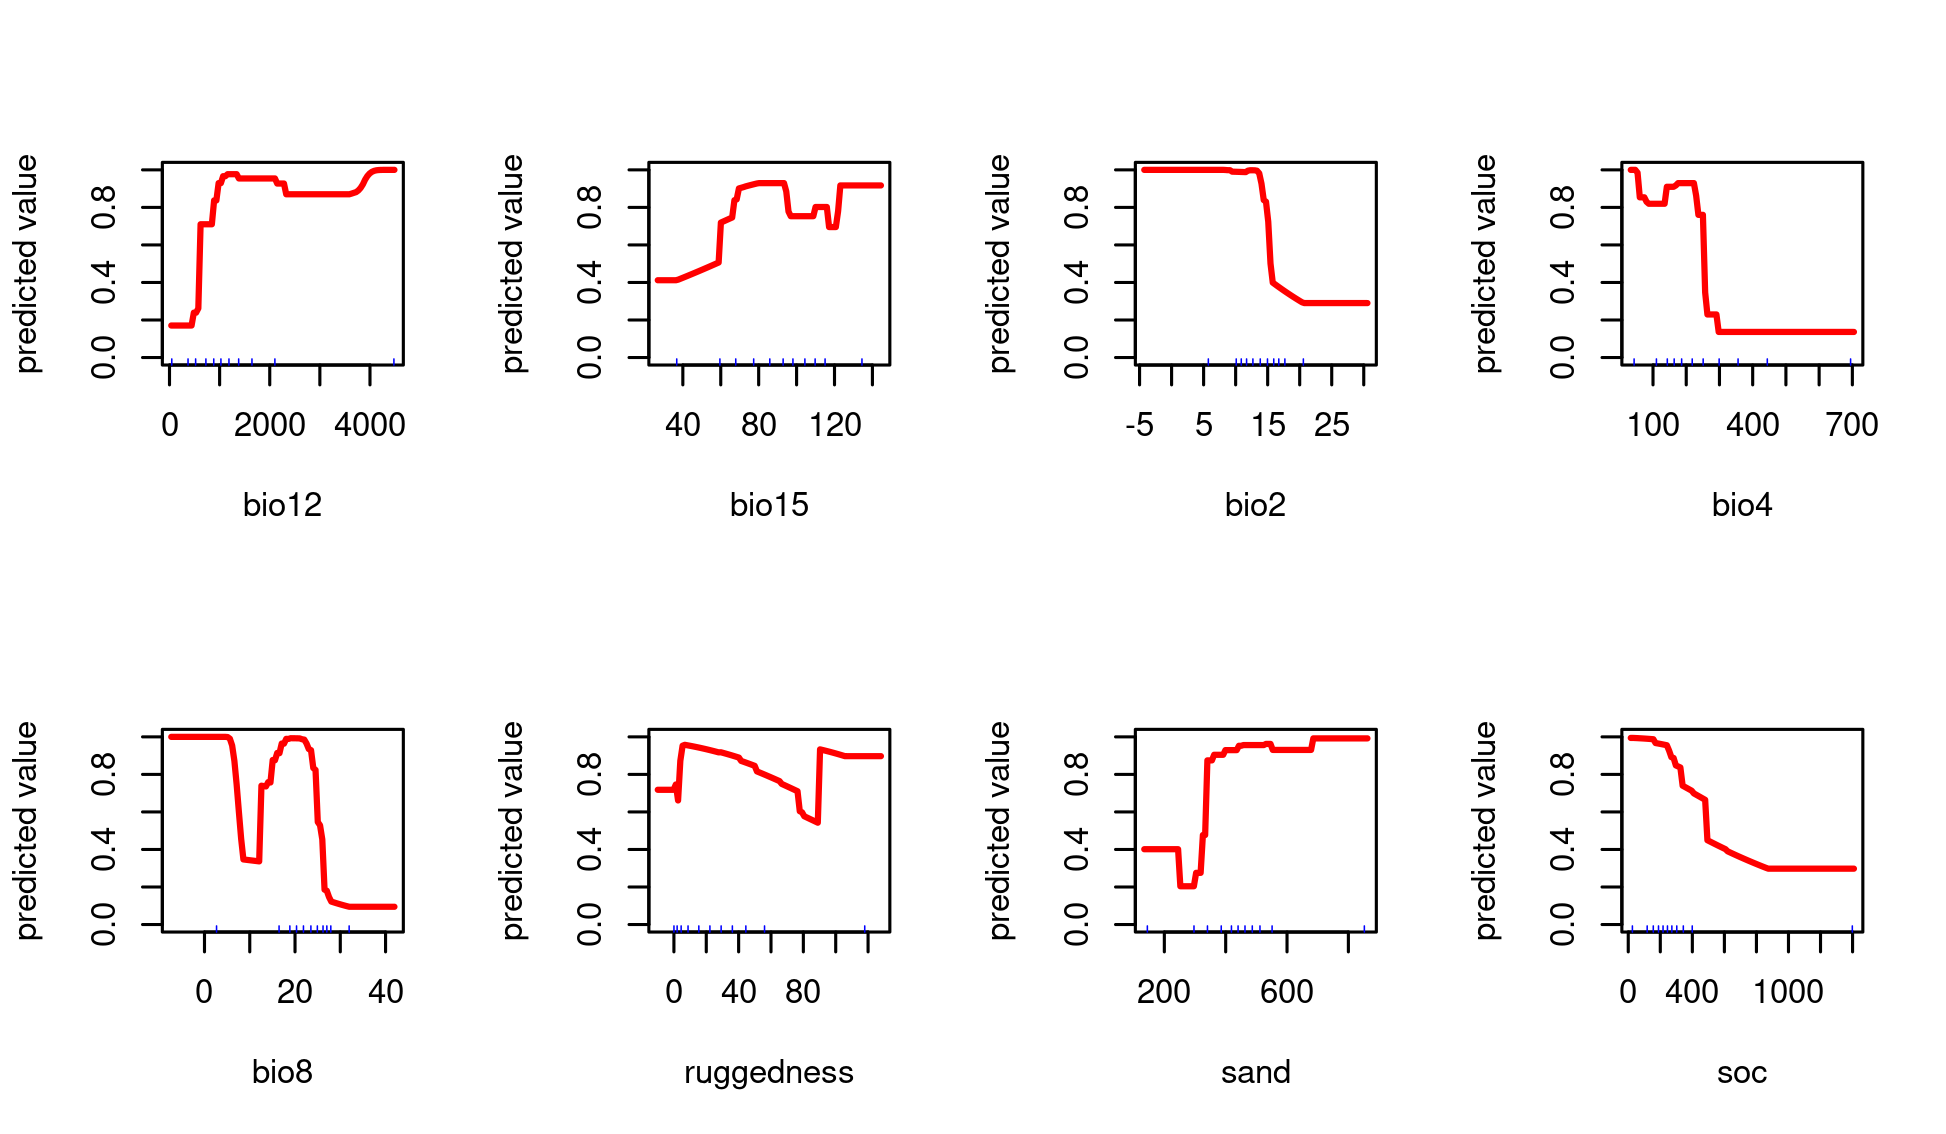 predicted value
0.0 0.4 0.8
0 2000 4000
bio12
predicted value
0.0 0.4 0.8
40 80 120
bio15
predicted value
0.0 0.4 0.8
-5 5 15 25
bio2
predicted value
0.0 0.4 0.8
100 400 700
bio4
predicted value
0.0 0.4 0.8
0 20 40
bio8
predicted value
0.0 0.4 0.8
0 40 80
ruggedness
predicted value
0.0 0.4 0.8
200 600
sand
predicted value
0.0 0.4 0.8
0 400 1000
soc